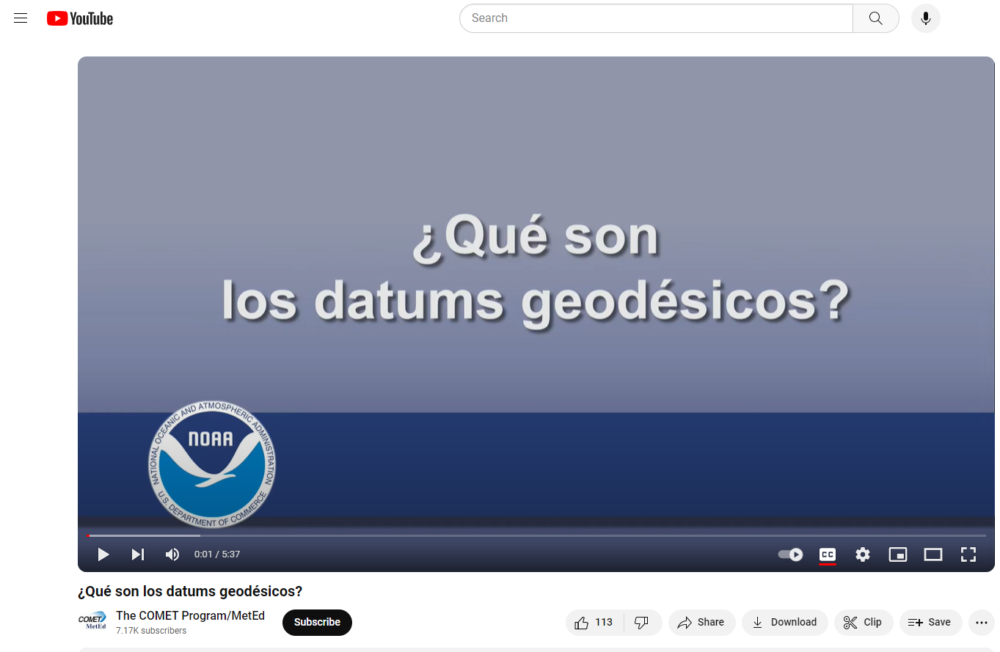 YouTube
Search
¿Qué son
los datums geodésicos?
NATIONAL OCEANIC AND ATMOSPHERIC ADMINISTRATION
NOAA
U.S. DEPARTMENT OF COMMERCE
0:01 / 5:37
CC
¿Qué son los datums geodésicos?
COMET
MetEd
The COMET Program/MetEd
7.17K subscribers
Subscribe
113
Share
Download
Clip
Save